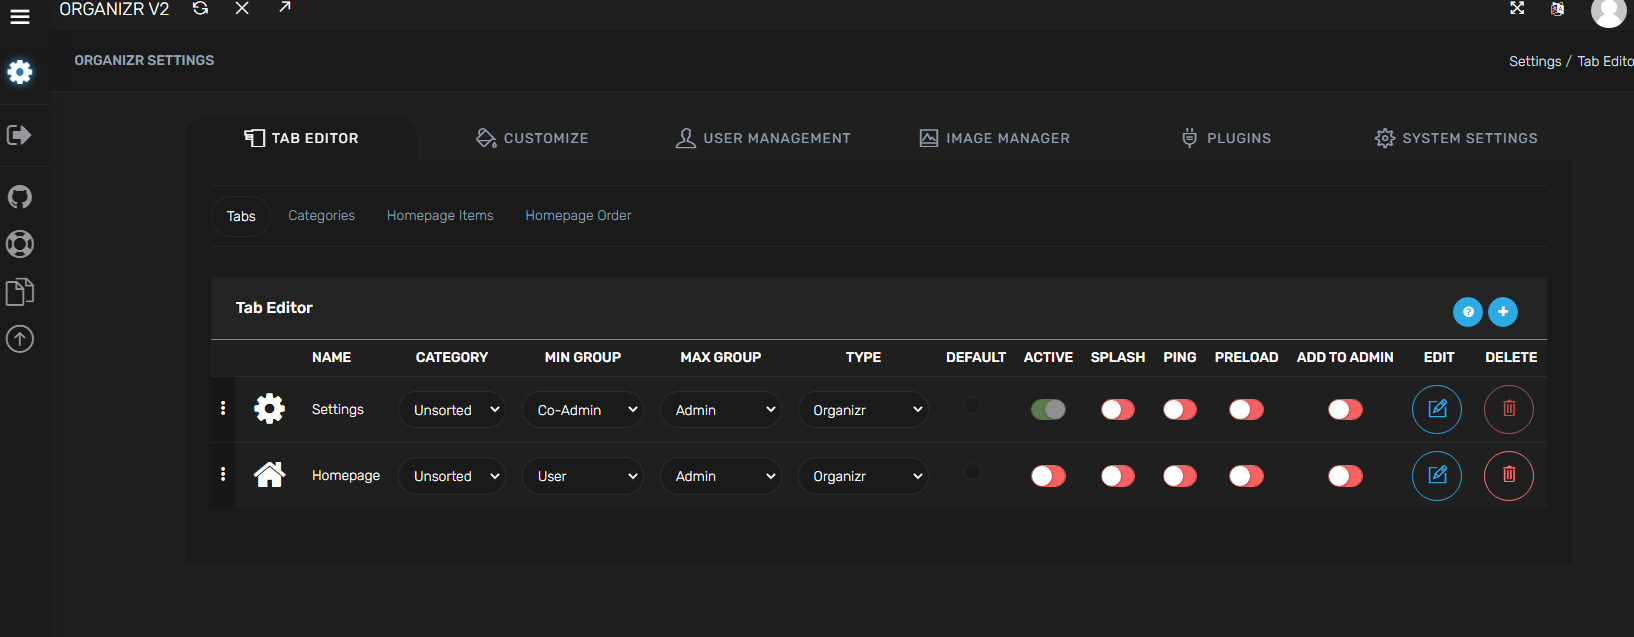 ORGANIZR V2
ORGANIZR SETTINGS
Settings / Tab Edito
TAB EDITOR CUSTOMIZE USER MANAGEMENT IMAGE MANAGER PLUGINS SYSTEM SETTINGS
Tabs Categories Homepage Items Homepage Order
Tab Editor
NAME CATEGORY MIN GROUP MAX GROUP TYPE DEFAULT ACTIVE SPLASH PING PRELOAD ADD TO ADMIN EDIT DELETE
Settings Unsorted Co-Admin Admin Organizr
Homepage Unsorted User Admin Organizr